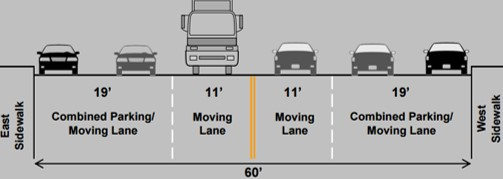 19'
11'
11'
19'
Combined Parking/
Moving Lane
Moving
Lane
Moving
Lane
Combined Parking/
Moving Lane
East
Sidewalk
West
Sidewalk
60'